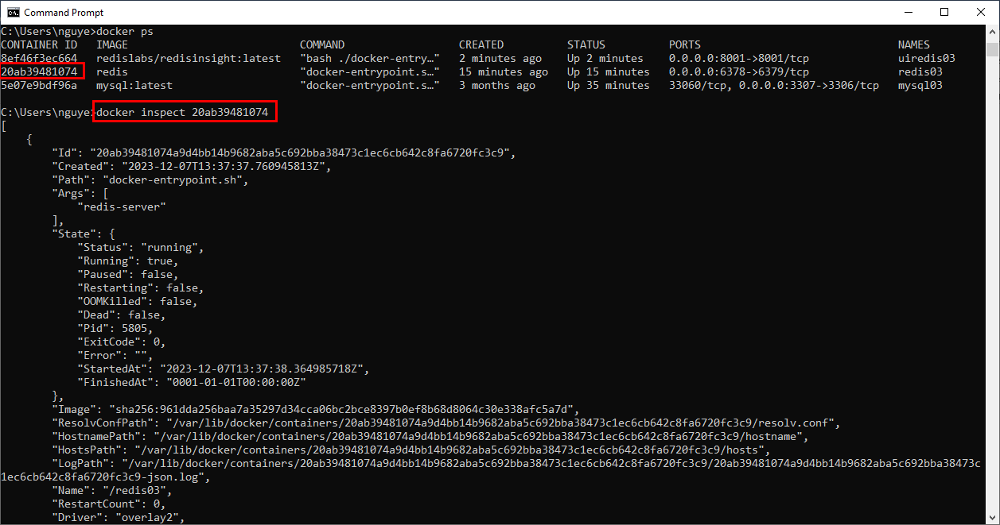 Command Prompt
C:\Users\nguye>docker ps
CONTAINER ID   IMAGE                           COMMAND                  CREATED          STATUS          PORTS                               NAMES
8ef46f3ec664   redislabs/redisinsight:latest   "bash ./docker-entry…"   2 minutes ago    Up 2 minutes    0.0.0.0:8001->8001/tcp              uiredis03
20ab39481074   redis                           "docker-entrypoint.s…"   15 minutes ago   Up 15 minutes   0.0.0.0:6378->6379/tcp              redis03
5e07e9bdf96a   mysql:latest                    "docker-entrypoint.s…"   3 months ago     Up 35 minutes   33060/tcp, 0.0.0.0:3307->3306/tcp   mysql03
C:\Users\nguye>docker inspect 20ab39481074
[
    {
        "Id": "20ab39481074a9d4bb14b9682aba5c692bba38473c1ec6cb642c8fa6720fc3c9",
        "Created": "2023-12-07T13:37:37.760945813Z",
        "Path": "docker-entrypoint.sh",
        "Args": [
            "redis-server"
        ],
        "State": {
            "Status": "running",
            "Running": true,
            "Paused": false,
            "Restarting": false,
            "OOMKilled": false,
            "Dead": false,
            "Pid": 5805,
            "ExitCode": 0,
            "Error": "",
            "StartedAt": "2023-12-07T13:37:38.364985718Z",
            "FinishedAt": "0001-01-01T00:00:00Z"
        },
        "Image": "sha256:961dda256baa7a35297d34cca06bc2bce8397b0ef8b68d8064c30e338afc5a7d",
        "ResolvConfPath": "/var/lib/docker/containers/20ab39481074a9d4bb14b9682aba5c692bba38473c1ec6cb642c8fa6720fc3c9/resolv.conf",
        "HostnamePath": "/var/lib/docker/containers/20ab39481074a9d4bb14b9682aba5c692bba38473c1ec6cb642c8fa6720fc3c9/hostname",
        "HostsPath": "/var/lib/docker/containers/20ab39481074a9d4bb14b9682aba5c692bba38473c1ec6cb642c8fa6720fc3c9/hosts",
        "LogPath": "/var/lib/docker/containers/20ab39481074a9d4bb14b9682aba5c692bba38473c1ec6cb642c8fa6720fc3c9/20ab39481074a9d4bb14b9682aba5c692bba38473c
1ec6cb642c8fa6720fc3c9-json.log",
        "Name": "/redis03",
        "RestartCount": 0,
        "Driver": "overlay2",